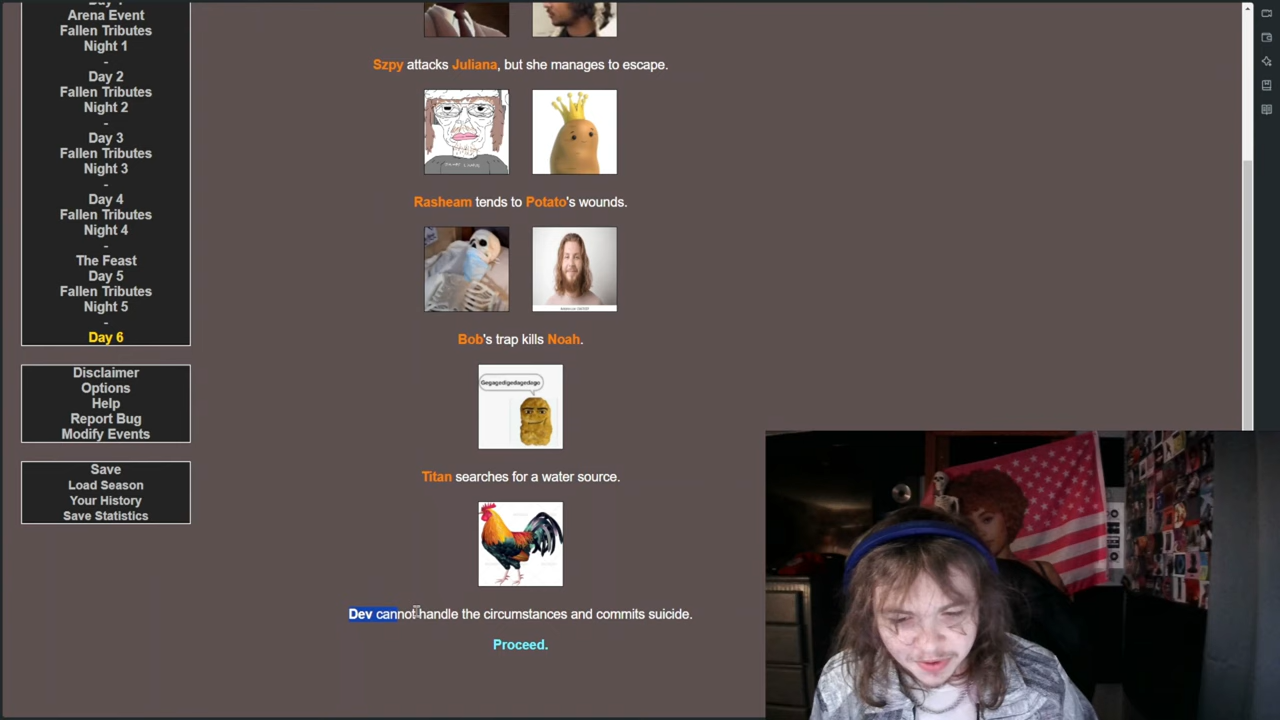 Arena Event
Fallen Tributes
Night 1
-
Day 2
Fallen Tributes
Night 2
-
Day 3
Fallen Tributes
Night 3
-
Day 4
Fallen Tributes
Night 4
-
The Feast
Day 5
Fallen Tributes
Night 5
-
Day 6
Disclaimer
Options
Help
Report Bug
Modify Events
Save
Load Season
Your History
Save Statistics
Szpy attacks Juliana, but she manages to escape.
Rasheam tends to Potato's wounds.
Bob's trap kills Noah.
Gegagedigedagedago
Titan searches for a water source.
Dev cannot handle the circumstances and commits suicide.
Proceed.